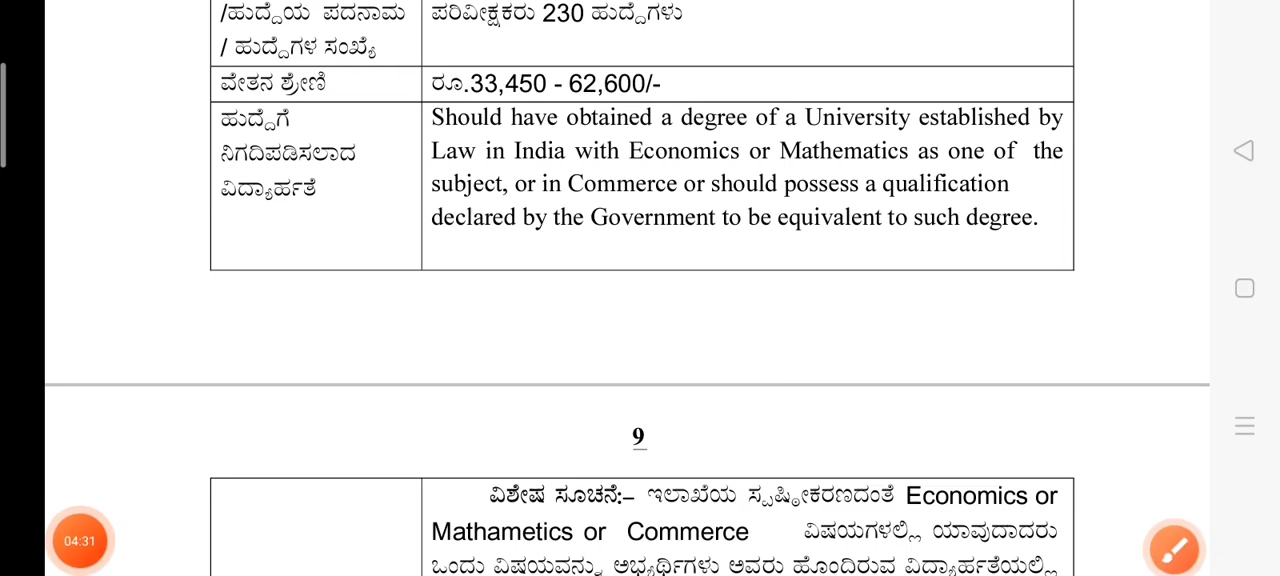 /ಹುದ್ದೆಯ ಪದನಾಮ
/ ಹುದ್ದೆಗಳ ಸಂಖ್ಯೆ
ಪರಿವೀಕ್ಷಕರು 230 ಹುದ್ದೆಗಳು
ವೇತನ ಶ್ರೇಣಿ
ರೂ.33,450 - 62,600/-
ಹುದ್ದೆಗೆ
ನಿಗದಿಪಡಿಸಲಾದ
ವಿದ್ಯಾರ್ಹತೆ
Should have obtained a degree of a University established by
Law in India with Economics or Mathematics as one of the
subject, or in Commerce or should possess a qualification
declared by the Government to be equivalent to such degree.
9
ವಿಶೇಷ ಸೂಚನೆ:– ಇಲಾಖೆಯ ಸ್ಪಷ್ಠೀಕರಣದಂತೆ Economics or
Mathametics or Commerce ವಿಷಯಗಳಲ್ಲಿ ಯಾವುದಾದರು
ಒಂದು ವಿಷಯವನ್ನು ಅಭ್ಯರ್ಥಿಗಳು ಅವರು ಹೊಂದಿರುವ ವಿದ್ಯಾರ್ಹತೆಯಲ್ಲಿ
04:31